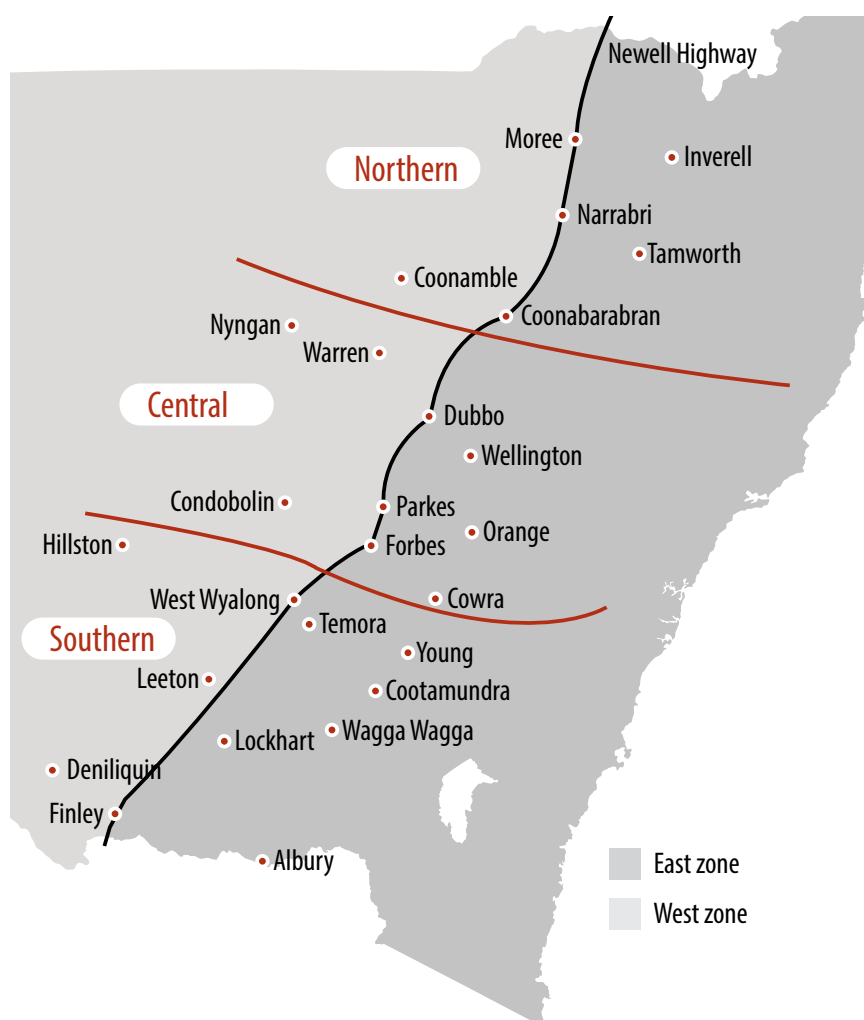 Newell Highway
Moree
Inverell
Northern
Narrabri
Tamworth
Coonamble
Coonabarabran
Nyngan
Warren
Central
Dubbo
Wellington
Condobolin
Parkes
Orange
Hillston
Forbes
West Wyalong
Cowra
Temora
Southern
Young
Leeton
Cootamundra
Wagga Wagga
Lockhart
Deniliquin
Finley
Albury
East zone
West zone